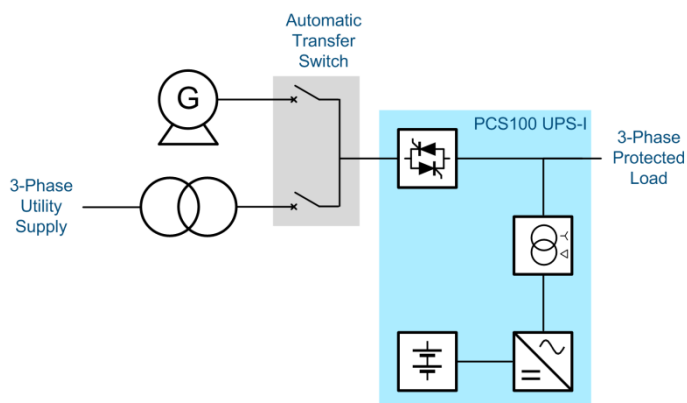 Automatic
Transfer
Switch
G
PCS100 UPS-I
3-Phase
Protected
Load
3-Phase
Utility
Supply